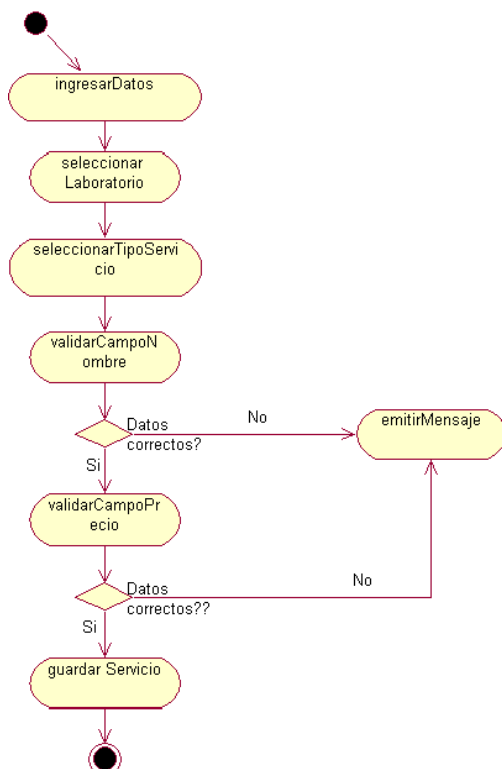 ingresarDatos
seleccionar
Laboratorio
seleccionarTipoServi
cio
validarCampoN
ombre
Datos
correctos?
No
emitirMensaje
Si
validarCampoPr
ecio
Datos
correctos??
No
Si
guardar Servicio